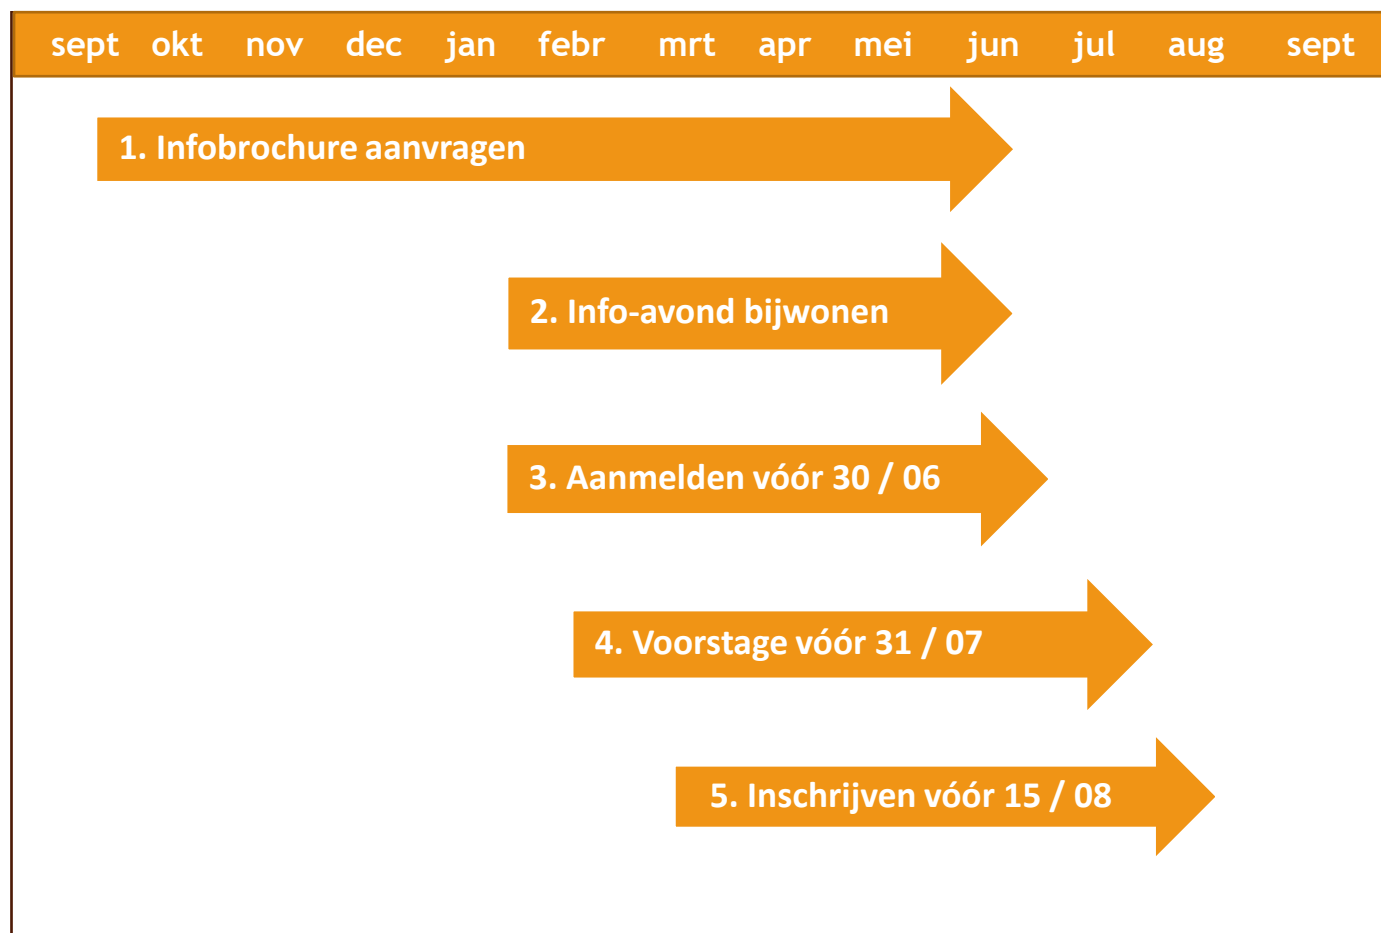 sept okt nov dec jan febr mrt apr mei jun jul aug sept
1. Infobrochure aanvragen
2. Info-avond bijwonen
3. Aanmelden vóór 30 / 06
4. Voorstage vóór 31 / 07
5. Inschrijven vóór 15 / 08